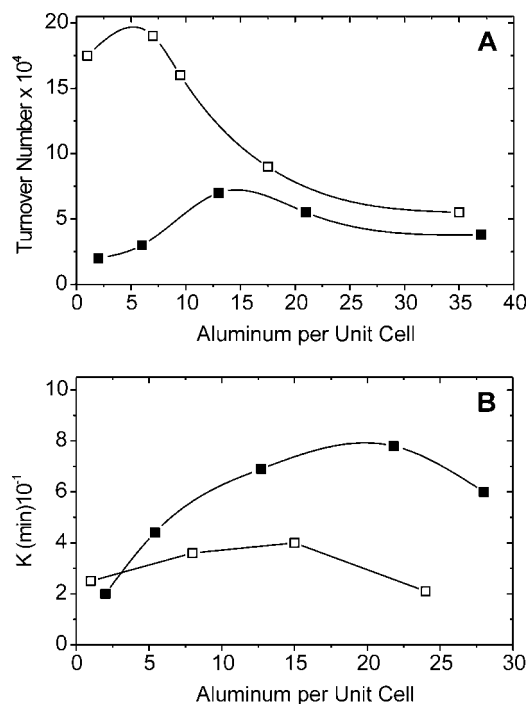 20
A
15
10
5
0
Turnover Number x 10⁴
0 5 10 15 20 25 30 35 40
Aluminum per Unit Cell
10
B
8
6
4
2
0
K (min)10⁻¹
0 5 10 15 20 25 30
Aluminum per Unit Cell